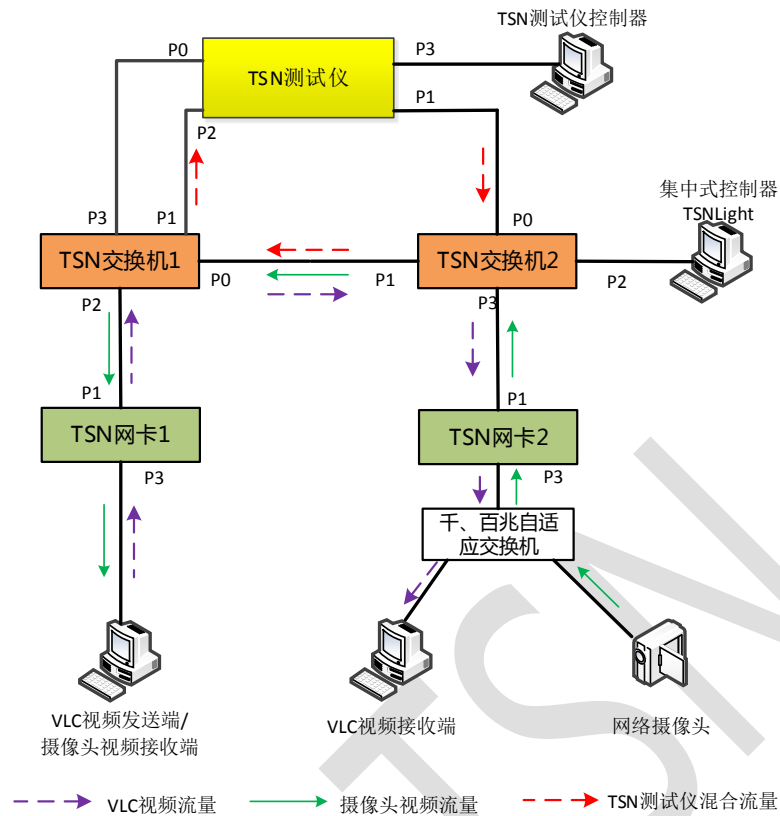 TSN测试仪控制器
P0
TSN测试仪
P3
P1
P2
集中式控制器
TSNLight
P3
P1
P0
TSN交换机1
P0
P1
TSN交换机2
P2
P2
P3
P1
P1
TSN网卡1
TSN网卡2
P3
P3
千、百兆自适
应交换机
VLC视频发送端/
摄像头视频接收端
VLC视频接收端
网络摄像头
VLC视频流量
摄像头视频流量
TSN测试仪混合流量
TSN